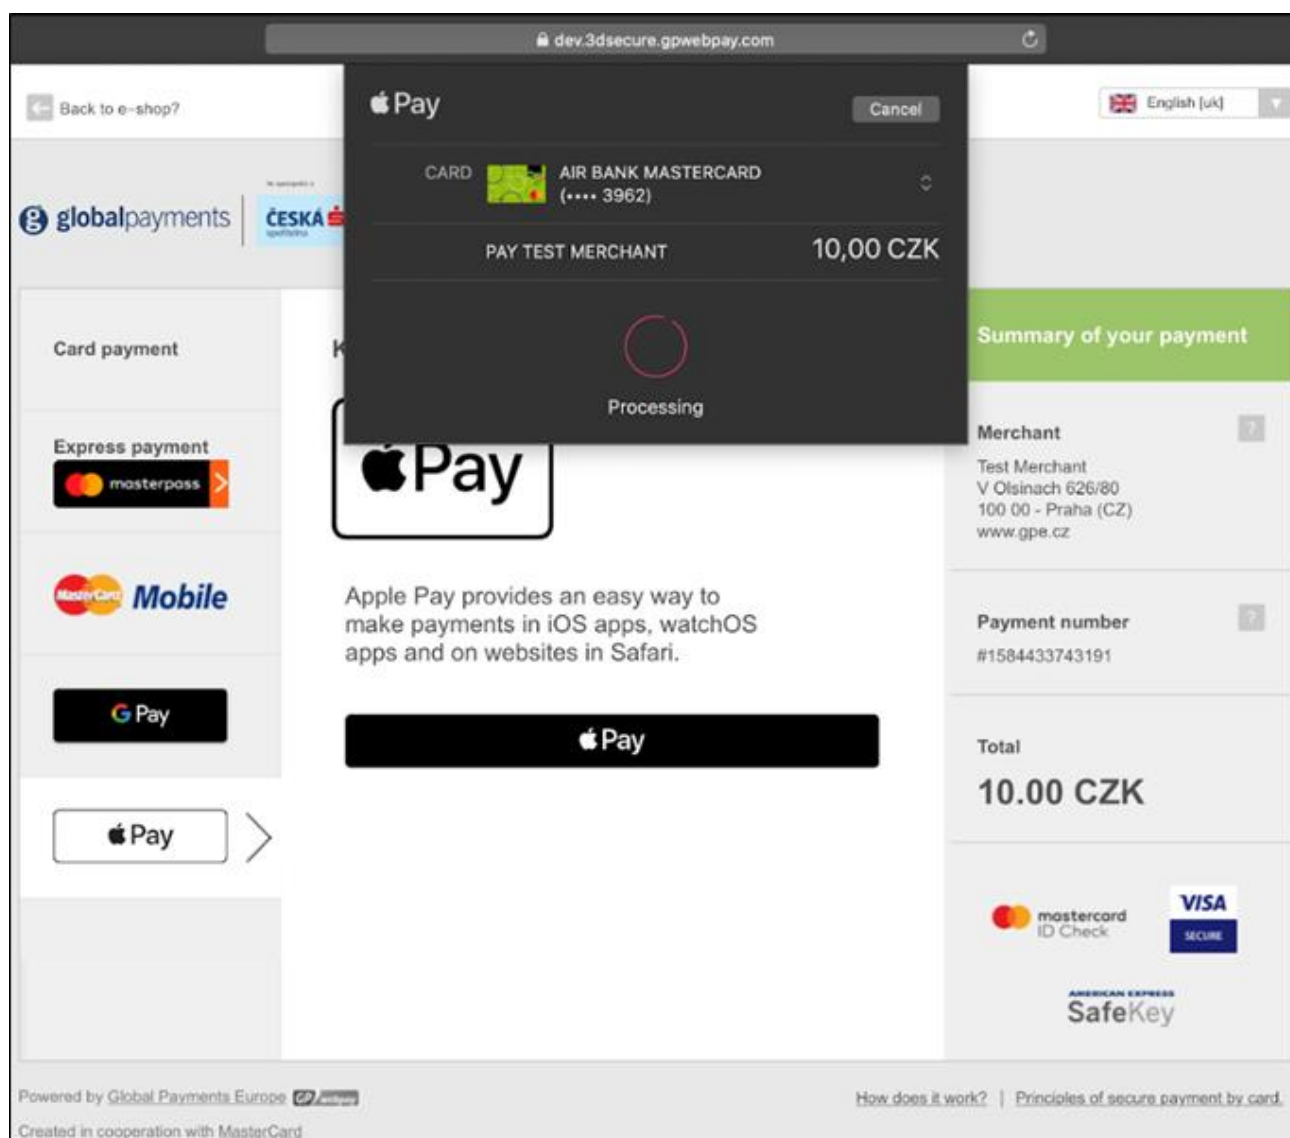 dev.3dsecure.gpwebpay.com
Back to e-shop?
English [uk]
Pay
Cancel
CARD
AIR BANK MASTERCARD
(•••• 3962)
PAY TEST MERCHANT
10,00 CZK
Processing
globalpayments
ČESKÁ
spořitelna
Card payment
Express payment
masterpass
MasterCard Mobile
G Pay
Pay
K
Pay
Apple Pay provides an easy way to
make payments in iOS apps, watchOS
apps and on websites in Safari.
Pay
Summary of your payment
Merchant
?
Test Merchant
V Olsinach 626/80
100 00 - Praha (CZ)
www.gpe.cz
Payment number
?
#1584433743191
Total
10.00 CZK
mastercard
ID Check
VISA
SECURE
AMERICAN EXPRESS
SafeKey
Powered by Global Payments Europe GP webpay
How does it work? | Principles of secure payment by card.
Created in cooperation with MasterCard